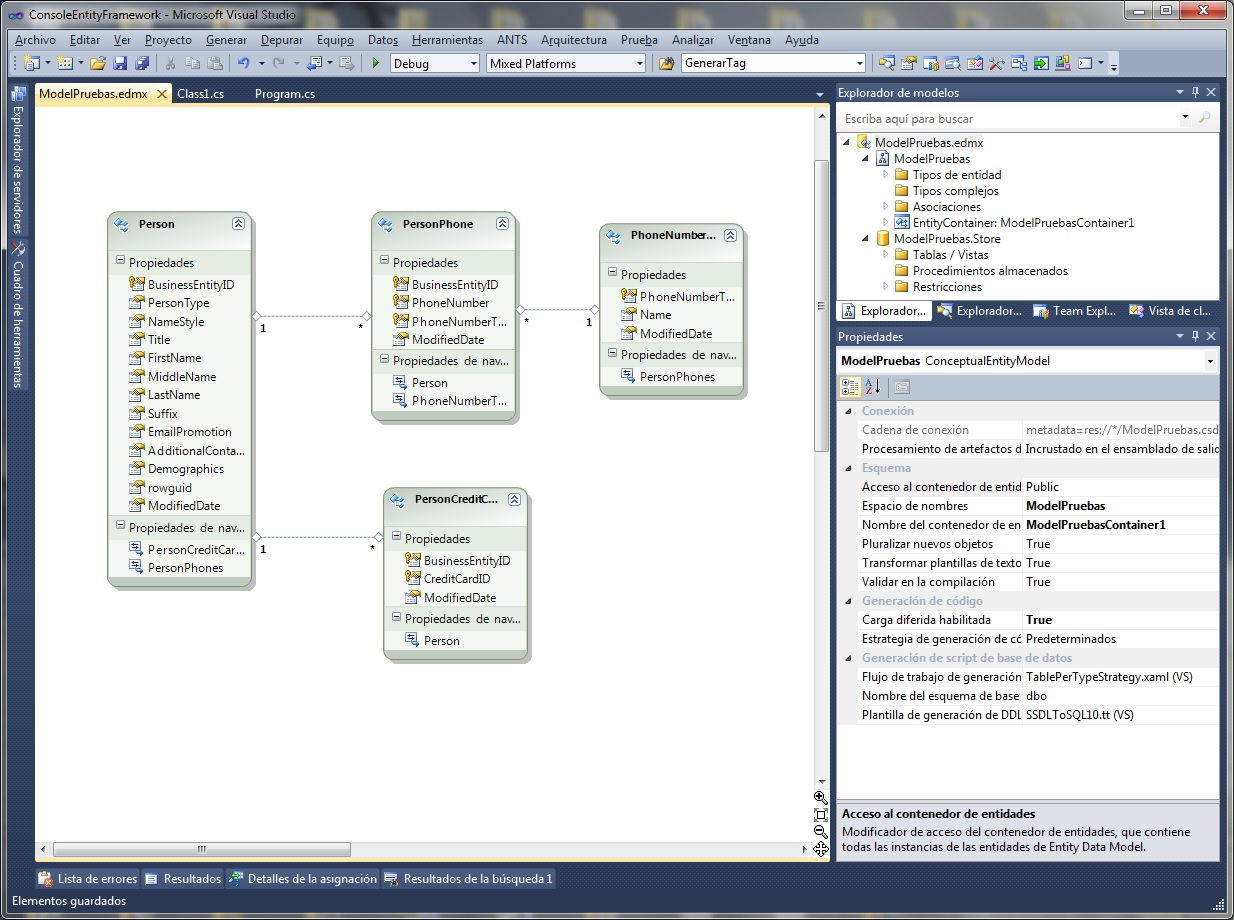 ConsoleEntityFramework - Microsoft Visual Studio
Archivo Editar Ver Proyecto Generar Depurar Equipo Datos Herramientas ANTS Arquitectura Prueba Analizar Ventana Ayuda
Debug Mixed Platforms GenerarTag
ModelPruebas.edmx Class1.cs Program.cs
Explorador de servidores
Cuadro de herramientas
Person
Propiedades
BusinessEntityID
PersonType
NameStyle
Title
FirstName
MiddleName
LastName
Suffix
EmailPromotion
AdditionalConta...
Demographics
rowguid
ModifiedDate
Propiedades de nav...
PersonCreditCar...
PersonPhones
1
*
1
*
PersonPhone
Propiedades
BusinessEntityID
PhoneNumber
PhoneNumberT...
ModifiedDate
Propiedades de nav...
Person
PhoneNumberT...
*
1
PhoneNumber...
Propiedades
PhoneNumberT...
Name
ModifiedDate
Propiedades de nav...
PersonPhones
PersonCreditC...
Propiedades
BusinessEntityID
CreditCardID
ModifiedDate
Propiedades de nav...
Person
Explorador de modelos
Escriba aquí para buscar
ModelPruebas.edmx
ModelPruebas
Tipos de entidad
Tipos complejos
Asociaciones
EntityContainer: ModelPruebasContainer1
ModelPruebas.Store
Tablas / Vistas
Procedimientos almacenados
Restricciones
Explorador... Explorador... Team Expl... Vista de cl...
Propiedades
ModelPruebas ConceptualEntityModel
Conexión
Cadena de conexión metadata=res://*/ModelPruebas.csd
Procesamiento de artefactos d Incrustado en el ensamblado de salid
Esquema
Acceso al contenedor de entid Public
Espacio de nombres ModelPruebas
Nombre del contenedor de en ModelPruebasContainer1
Pluralizar nuevos objetos True
Transformar plantillas de texto True
Validar en la compilación True
Generación de código
Carga diferida habilitada True
Estrategia de generación de có Predeterminados
Generación de script de base de datos
Flujo de trabajo de generación TablePerTypeStrategy.xaml (VS)
Nombre del esquema de base dbo
Plantilla de generación de DDL SSDLToSQL10.tt (VS)
Acceso al contenedor de entidades
Modificador de acceso del contenedor de entidades, que contiene
todas las instancias de las entidades de Entity Data Model.
Lista de errores Resultados Detalles de la asignación Resultados de la búsqueda 1
Elementos guardados